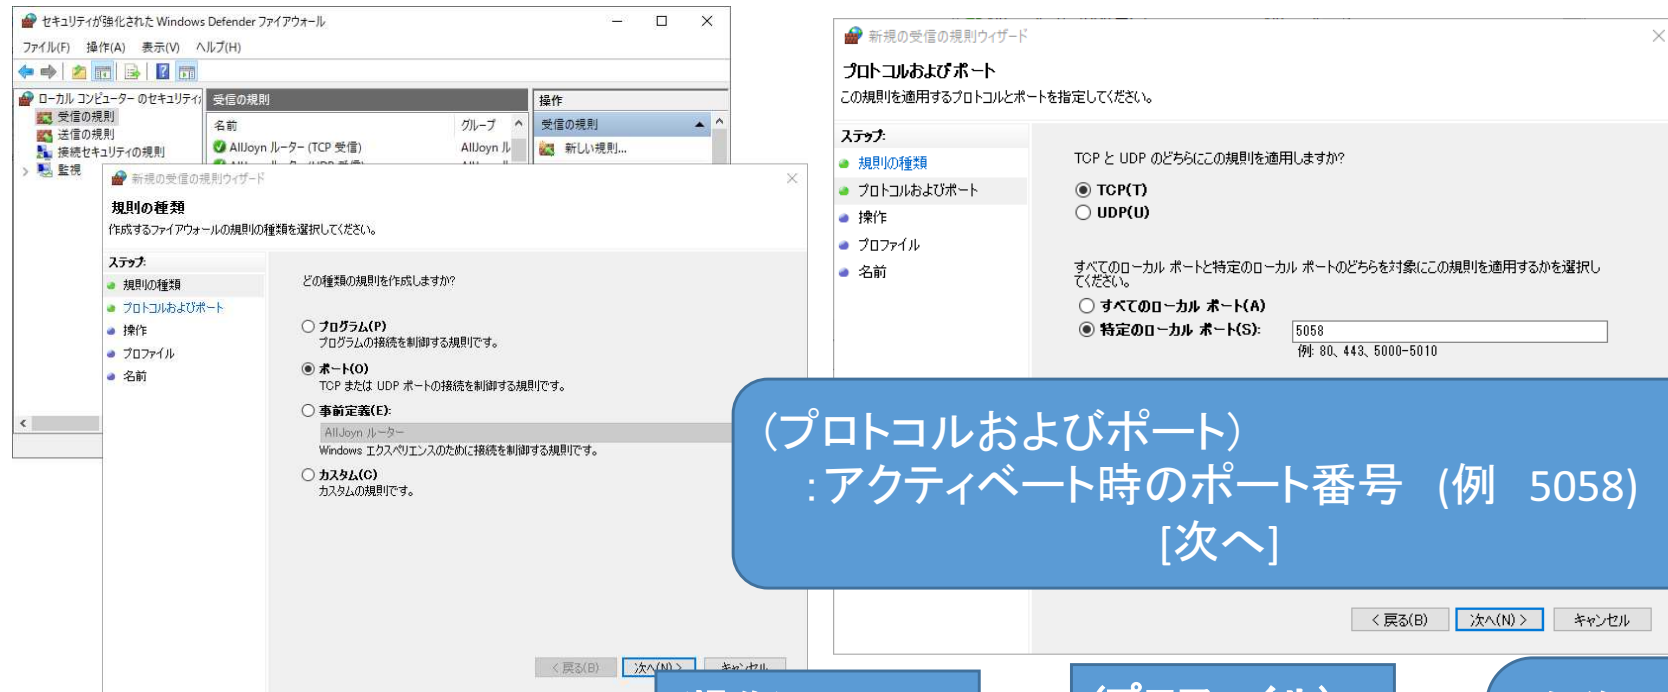 セキュリティが強化された Windows Defender ファイアウォール
ファイル(F) 操作(A) 表示(V) ヘルプ(H)
ローカル コンピューター のセキュリティ
受信の規則
送信の規則
接続セキュリティの規則
監視
受信の規則
名前 グループ
AllJoyn ルーター (TCP 受信) AllJoyn ル
操作
受信の規則
新しい規則...
新規の受信の規則ウィザード
規則の種類
作成するファイアウォールの規則の種類を選択してください。
ステップ:
規則の種類
プロトコルおよびポート
操作
プロファイル
名前
どの種類の規則を作成しますか?
プログラム(P)
プログラムの接続を制御する規則です。
ポート(O)
TCP または UDP ポートの接続を制御する規則です。
事前定義(E):
AllJoyn ルーター
Windows エクスペリエンスのために接続を制御する規則です。
カスタム(C)
カスタムの規則です。
< 戻る(B) 次へ(N) > キャンセル
新規の受信の規則ウィザード
プロトコルおよびポート
この規則を適用するプロトコルとポートを指定してください。
ステップ:
規則の種類
プロトコルおよびポート
操作
プロファイル
名前
TCP と UDP のどちらにこの規則を適用しますか?
TCP(T)
UDP(U)
すべてのローカル ポートと特定のローカル ポートのどちらを対象にこの規則を適用するかを選択し
てください。
すべてのローカル ポート(A)
特定のローカル ポート(S): 5058
例: 80、443、5000-5010
(プロトコルおよびポート)
:アクティベート時のポート番号 (例 5058)
[次へ]
< 戻る(B) 次へ(N) > キャンセル